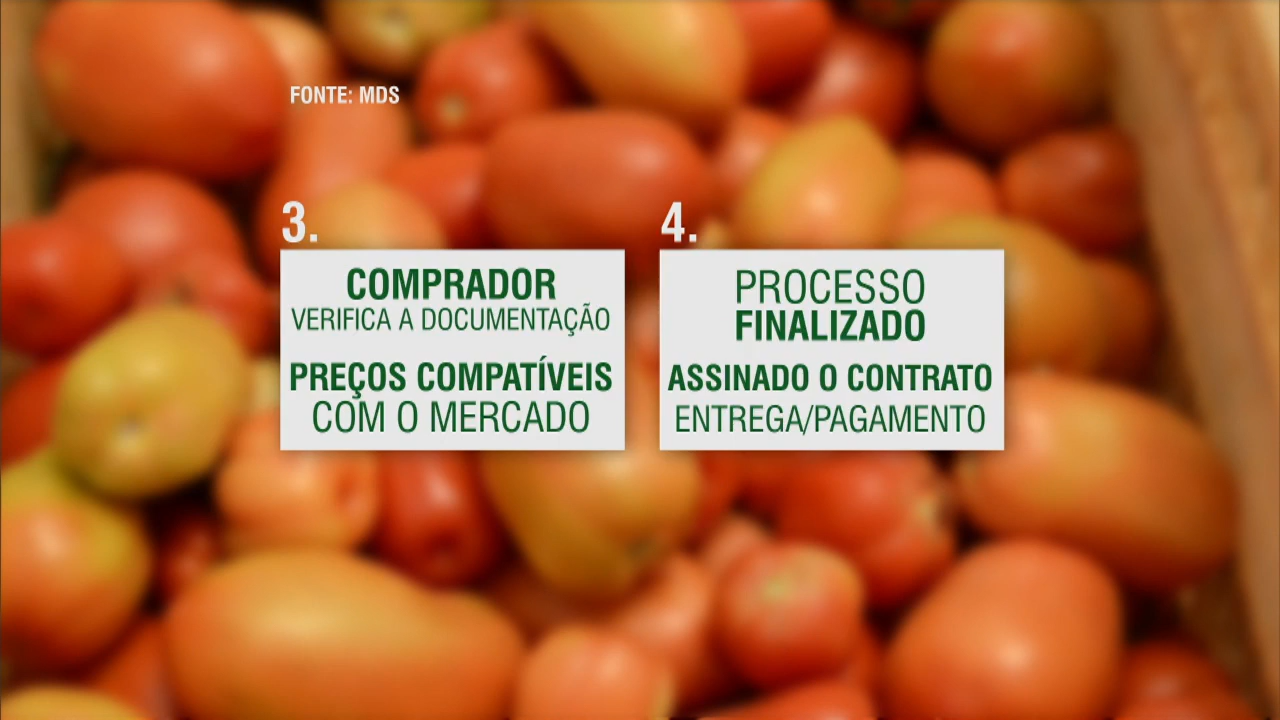 FONTE: MDS
3.
COMPRADOR
VERIFICA A DOCUMENTAÇÃO
PREÇOS COMPATÍVEIS
COM O MERCADO
4.
PROCESSO
FINALIZADO
ASSINADO O CONTRATO
ENTREGA/PAGAMENTO